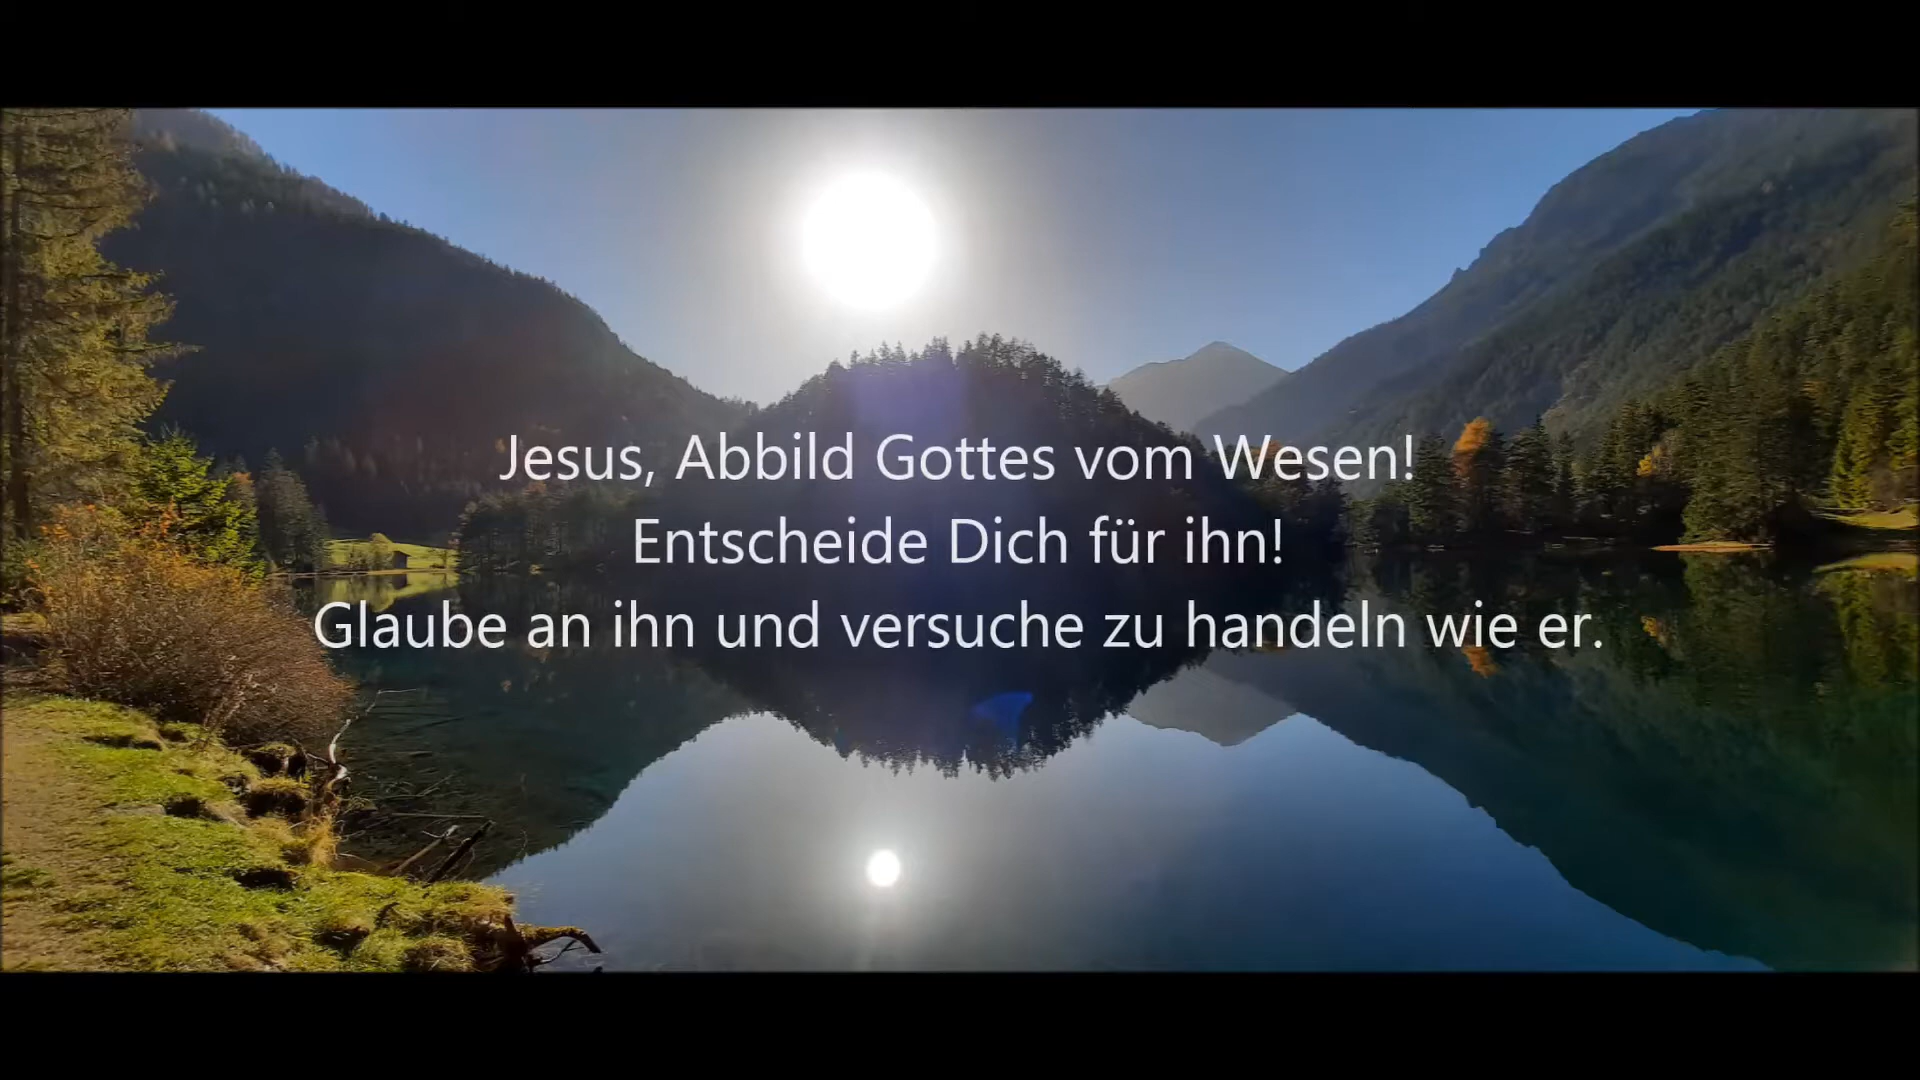 Jesus, Abbild Gottes vom Wesen!
Entscheide Dich für ihn!
Glaube an ihn und versuche zu handeln wie er.